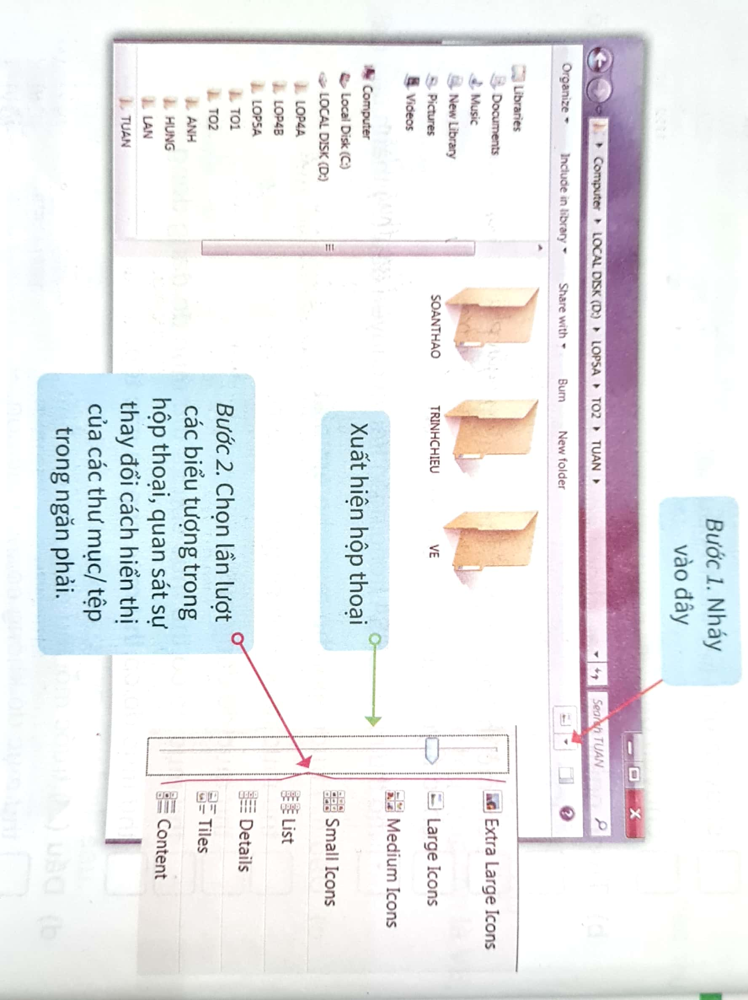 Bước 1. Nháy
vào đây
Computer ▸ LOCAL DISK (D:) ▸ LOP5A ▸ TO2 ▸ TUAN ▸
Search TUAN
Organize Include in library Share with Burn New folder
Libraries
Documents
Music
New Library
Pictures
Videos
Computer
Local Disk (C:)
LOCAL DISK (D:)
LOP4A
LOP4B
LOP5A
TO1
TO2
ANH
HUNG
LAN
TUAN
SOANTHAO TRINHCHIEU VE
Xuất hiện hộp thoại
Bước 2. Chọn lần lượt
các biểu tượng trong
hộp thoại, quan sát sự
thay đổi cách hiển thị
của các thư mục/ tệp
trong ngăn phải.
Extra Large Icons
Large Icons
Medium Icons
Small Icons
List
Details
Tiles
Content